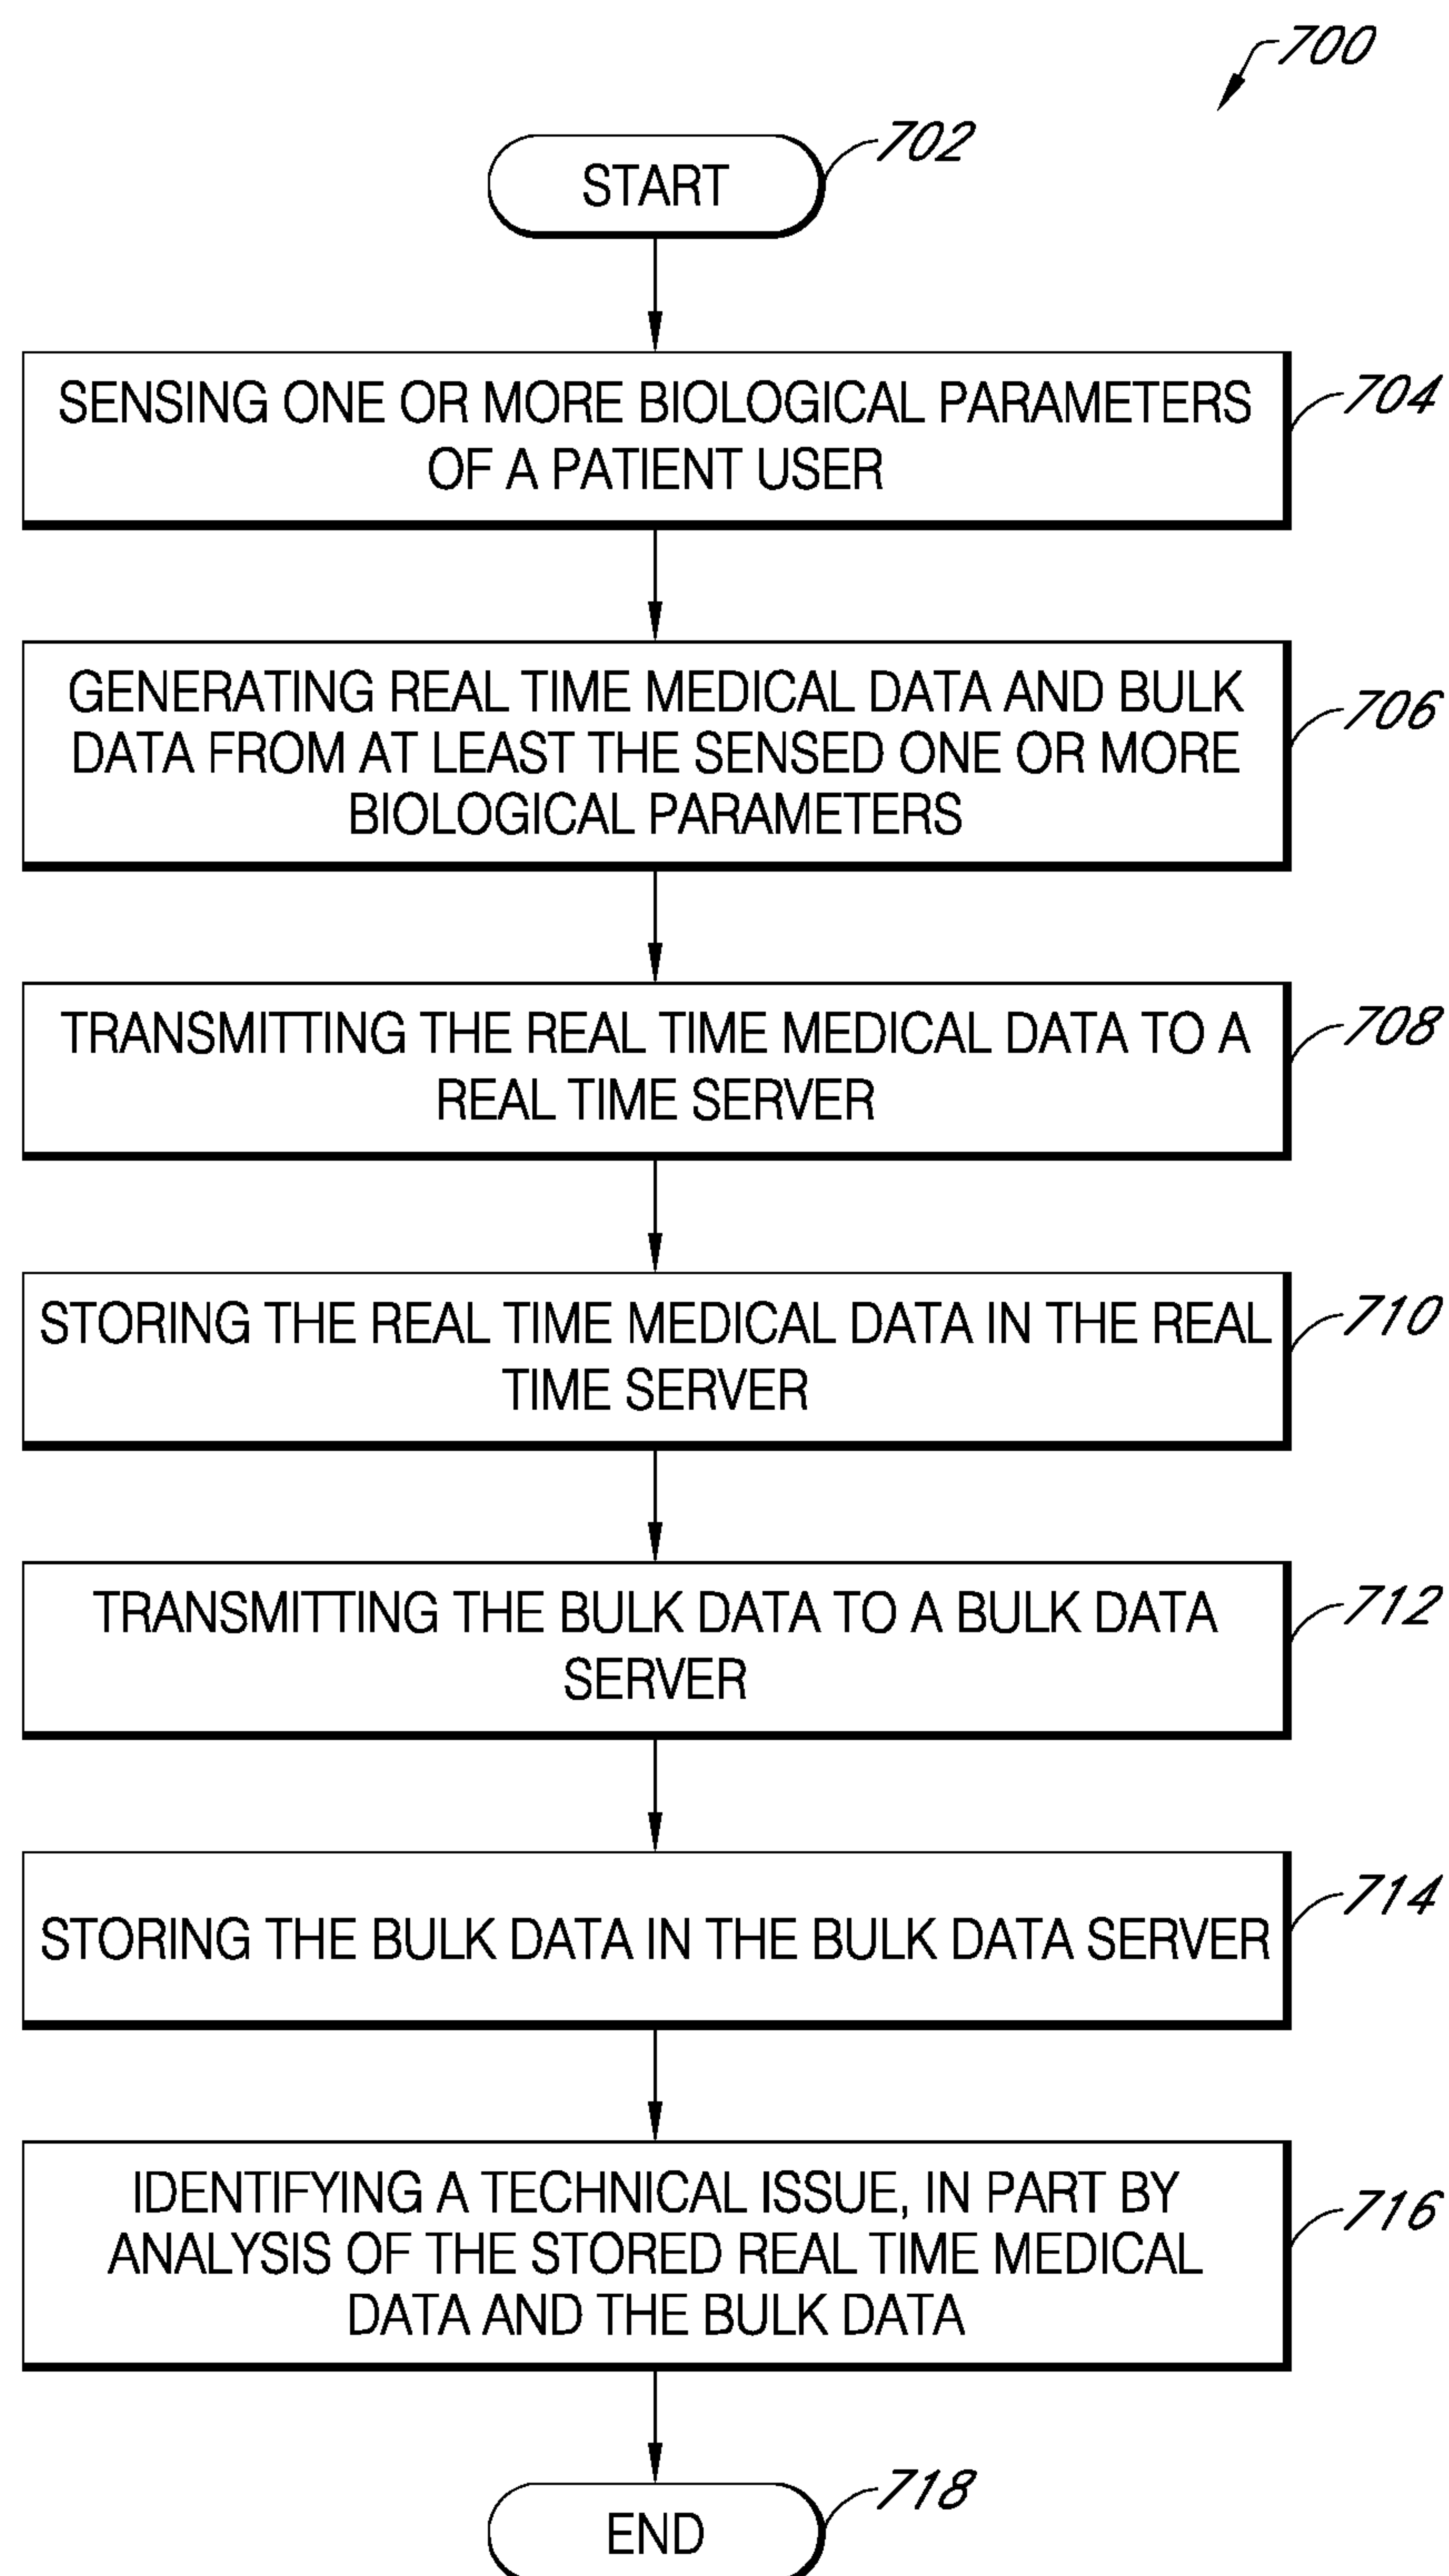 700
702
START
SENSING ONE OR MORE BIOLOGICAL PARAMETERS
OF A PATIENT USER
704
GENERATING REAL TIME MEDICAL DATA AND BULK
DATA FROM AT LEAST THE SENSED ONE OR MORE
BIOLOGICAL PARAMETERS
706
TRANSMITTING THE REAL TIME MEDICAL DATA TO A
REAL TIME SERVER
708
STORING THE REAL TIME MEDICAL DATA IN THE REAL
TIME SERVER
710
TRANSMITTING THE BULK DATA TO A BULK DATA
SERVER
712
STORING THE BULK DATA IN THE BULK DATA SERVER
714
IDENTIFYING A TECHNICAL ISSUE, IN PART BY
ANALYSIS OF THE STORED REAL TIME MEDICAL
DATA AND THE BULK DATA
716
END
718